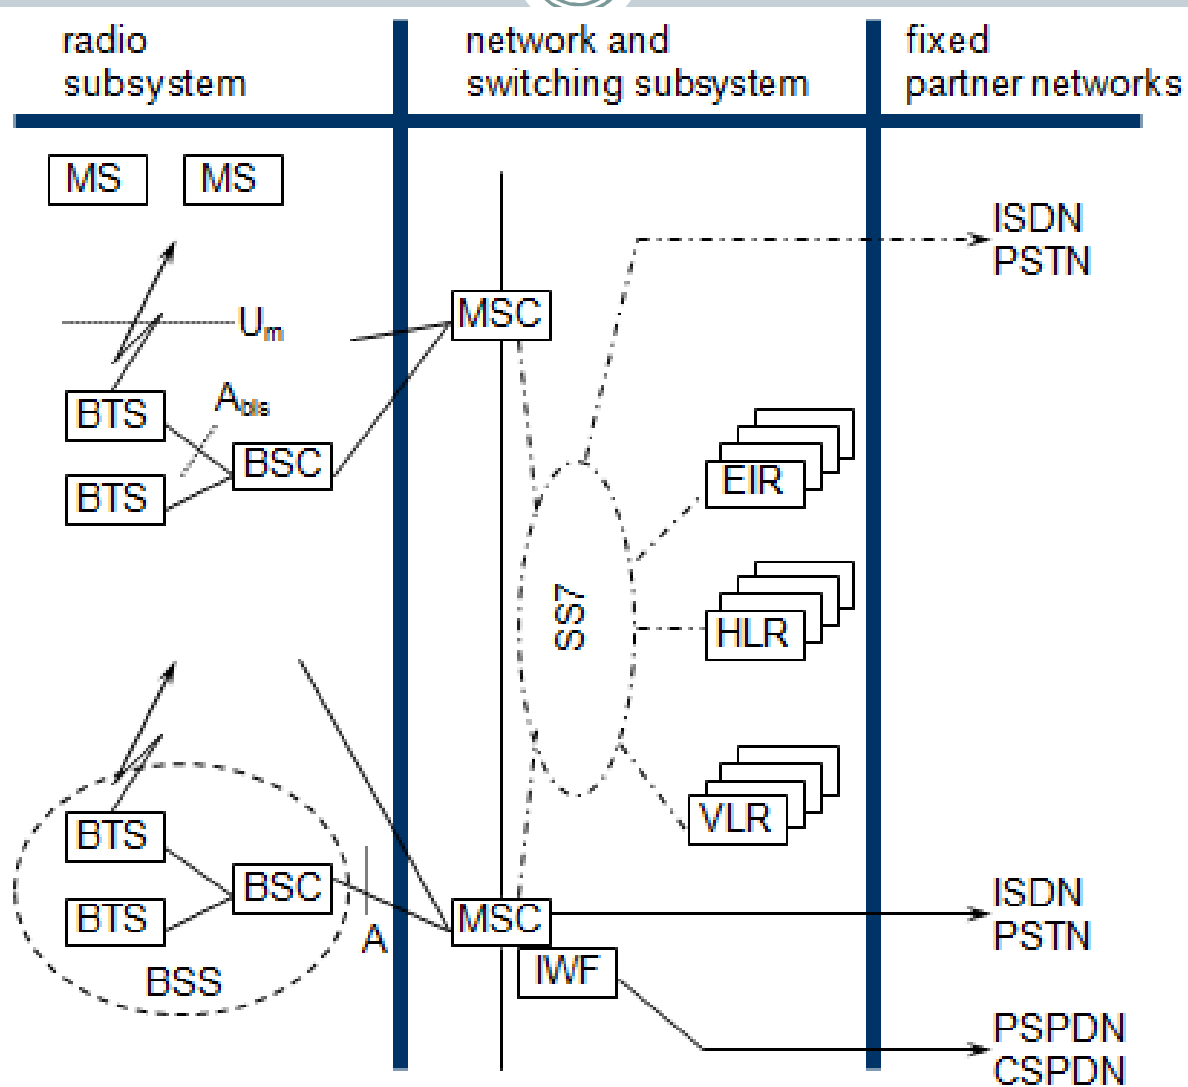 radio
subsystem
network and
switching subsystem
fixed
partner networks
MS
MS
ISDN
PSTN
MSC
Um
Abis
BTS
BSC
BTS
EIR
SS7
HLR
VLR
BTS
BSC
BTS
BSS
A
MSC
IWF
ISDN
PSTN
PSPDN
CSPDN